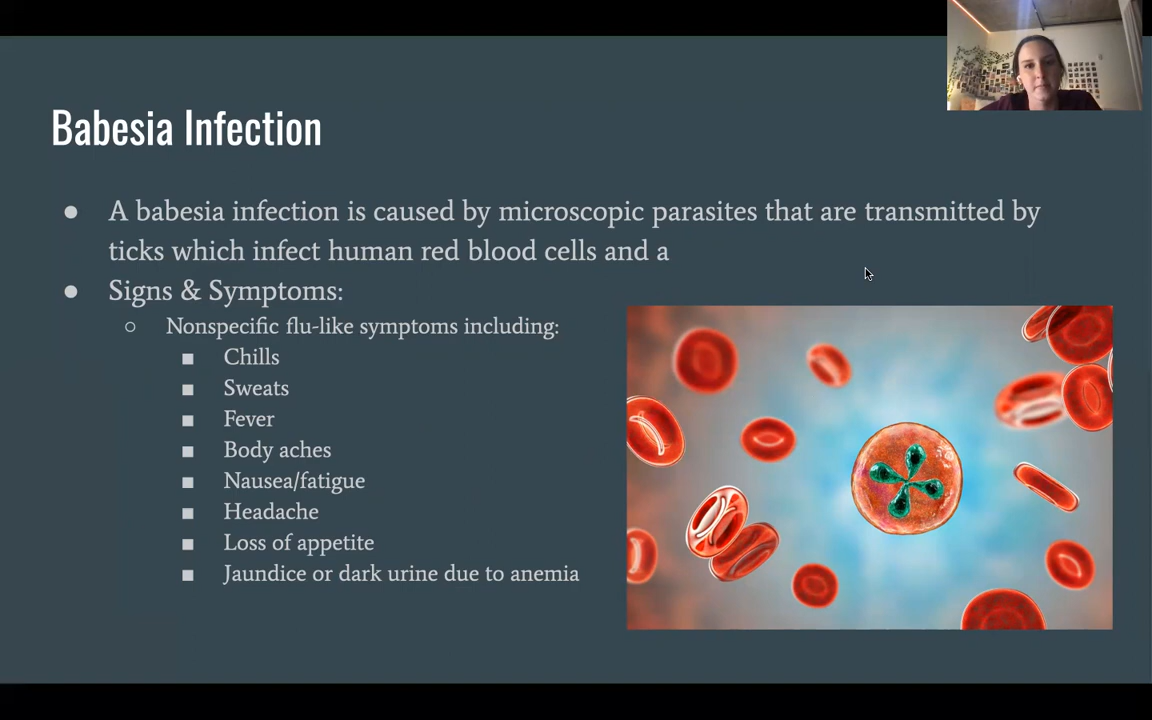 Babesia Infection
● A babesia infection is caused by microscopic parasites that are transmitted by
ticks which infect human red blood cells and a
● Signs & Symptoms:
○ Nonspecific flu-like symptoms including:
■ Chills
■ Sweats
■ Fever
■ Body aches
■ Nausea/fatigue
■ Headache
■ Loss of appetite
■ Jaundice or dark urine due to anemia